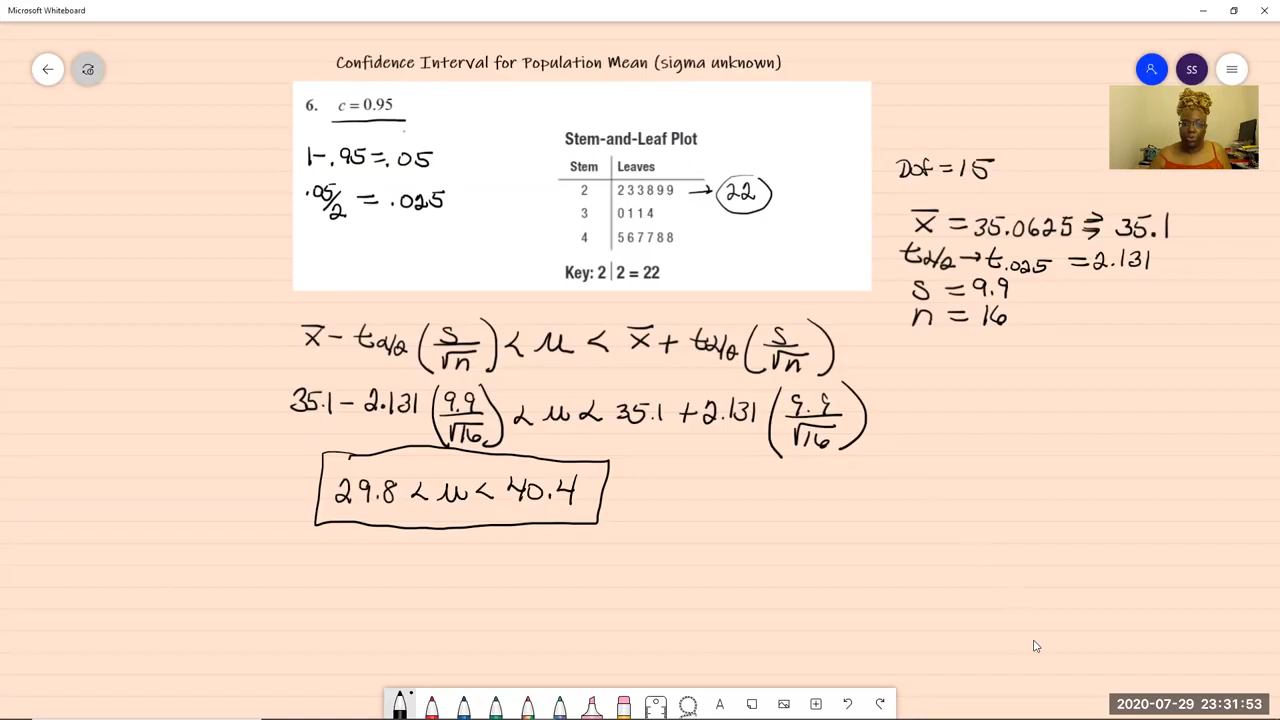 Microsoft Whiteboard
Confidence Interval for Population Mean (sigma unknown)
SS
6. c = 0.95
1-.95=.05
.05/2 = .025
Stem-and-Leaf Plot
Stem Leaves
2 2 3 3 8 9 9 → 22
3 0 1 1 4
4 5 6 7 7 8 8
Key: 2 | 2 = 22
Dof = 15
x̄ = 35.0625 ⇒ 35.1
tα/2 → t.025 = 2.131
s = 9.9
n = 16
x̄ - tα/2 (s/√n) < μ < x̄ + tα/2 (s/√n)
35.1 - 2.131 (9.9/√16) < μ < 35.1 + 2.131 (9.9/√16)
29.8 < μ < 40.4
A
2020-07-29 23:31:53